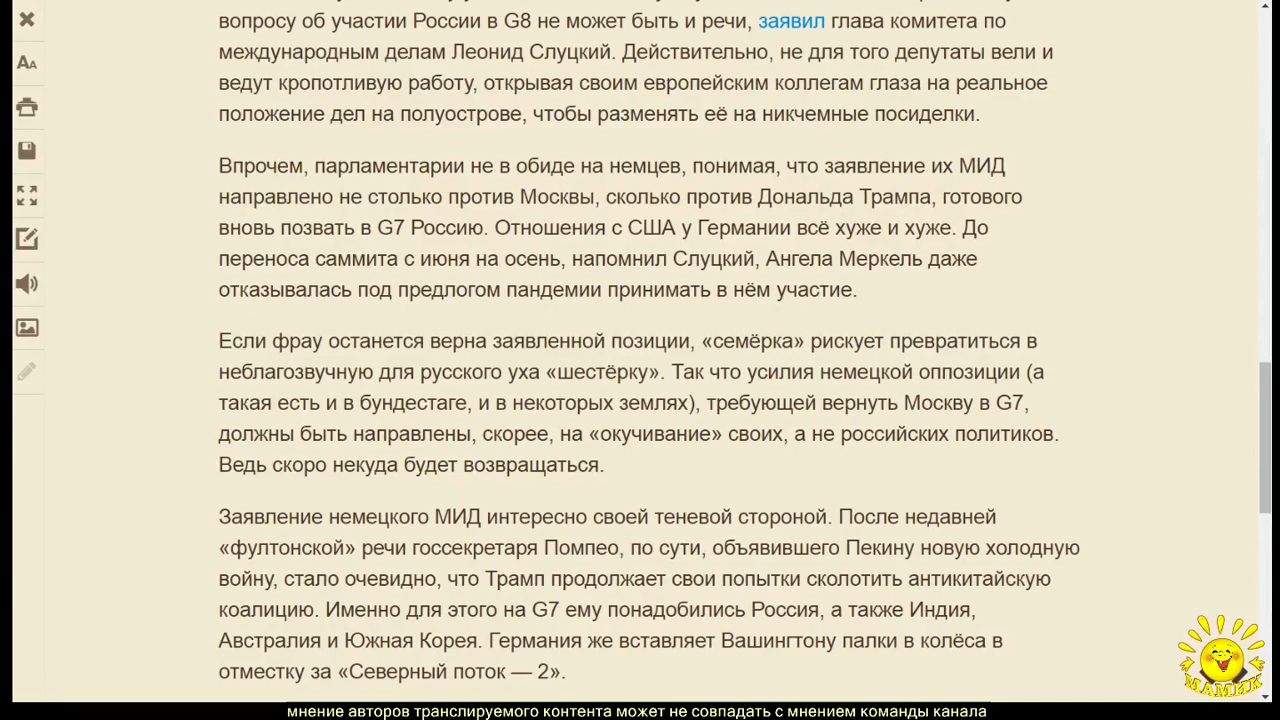 вопросу об участии России в G8 не может быть и речи, заявил глава комитета по
международным делам Леонид Слуцкий. Действительно, не для того депутаты вели и
ведут кропотливую работу, открывая своим европейским коллегам глаза на реальное
положение дел на полуострове, чтобы разменять её на никчемные посиделки.
Впрочем, парламентарии не в обиде на немцев, понимая, что заявление их МИД
направлено не столько против Москвы, сколько против Дональда Трампа, готового
вновь позвать в G7 Россию. Отношения с США у Германии всё хуже и хуже. До
переноса саммита с июня на осень, напомнил Слуцкий, Ангела Меркель даже
отказывалась под предлогом пандемии принимать в нём участие.
Если фрау останется верна заявленной позиции, «семёрка» рискует превратиться в
неблагозвучную для русского уха «шестёрку». Так что усилия немецкой оппозиции (а
такая есть и в бундестаге, и в некоторых землях), требующей вернуть Москву в G7,
должны быть направлены, скорее, на «окучивание» своих, а не российских политиков.
Ведь скоро некуда будет возвращаться.
Заявление немецкого МИД интересно своей теневой стороной. После недавней
«фултонской» речи госсекретаря Помпео, по сути, объявившего Пекину новую холодную
войну, стало очевидно, что Трамп продолжает свои попытки сколотить антикитайскую
коалицию. Именно для этого на G7 ему понадобились Россия, а также Индия,
Австралия и Южная Корея. Германия же вставляет Вашингтону палки в колёса в
отместку за «Северный поток — 2».
МАМИК
мнение авторов транслируемого контента может не совпадать с мнением команды канала